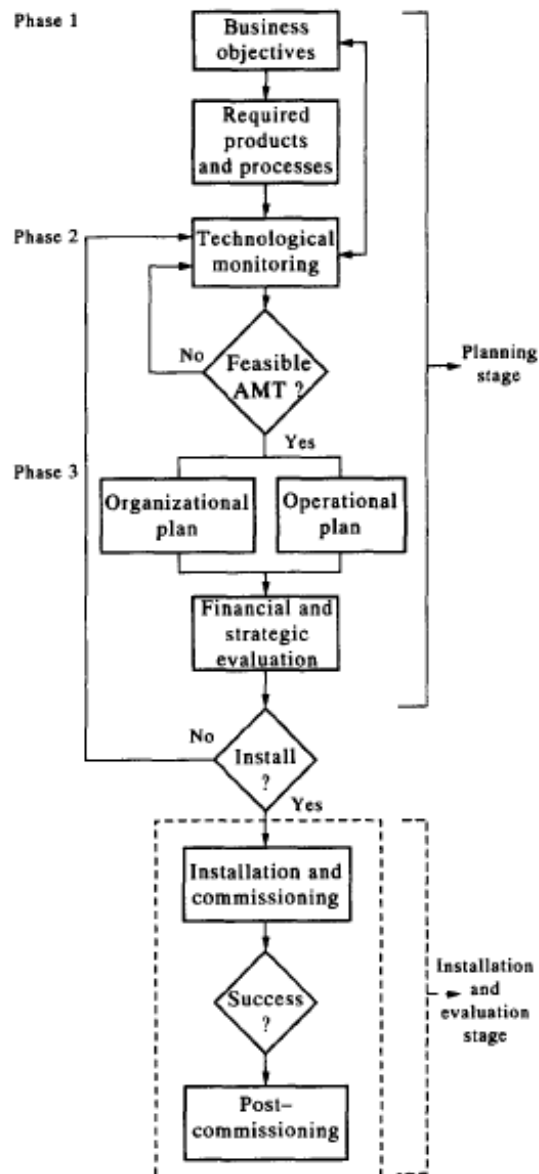 Phase 1
Business
objectives
Required
products
and processes
Phase 2
Technological
monitoring
No
Feasible
AMT ?
Planning
stage
Yes
Phase 3
Organizational
plan
Operational
plan
Financial and
strategic
evaluation
No
Install
?
Yes
Installation and
commissioning
Success
?
Installation
and
evaluation
stage
Post–
commissioning